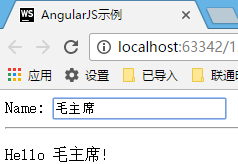 WS AngularJS示例
localhost:63342/1
应用 设置 已导入 联通
Name: 毛主席
Hello 毛主席!